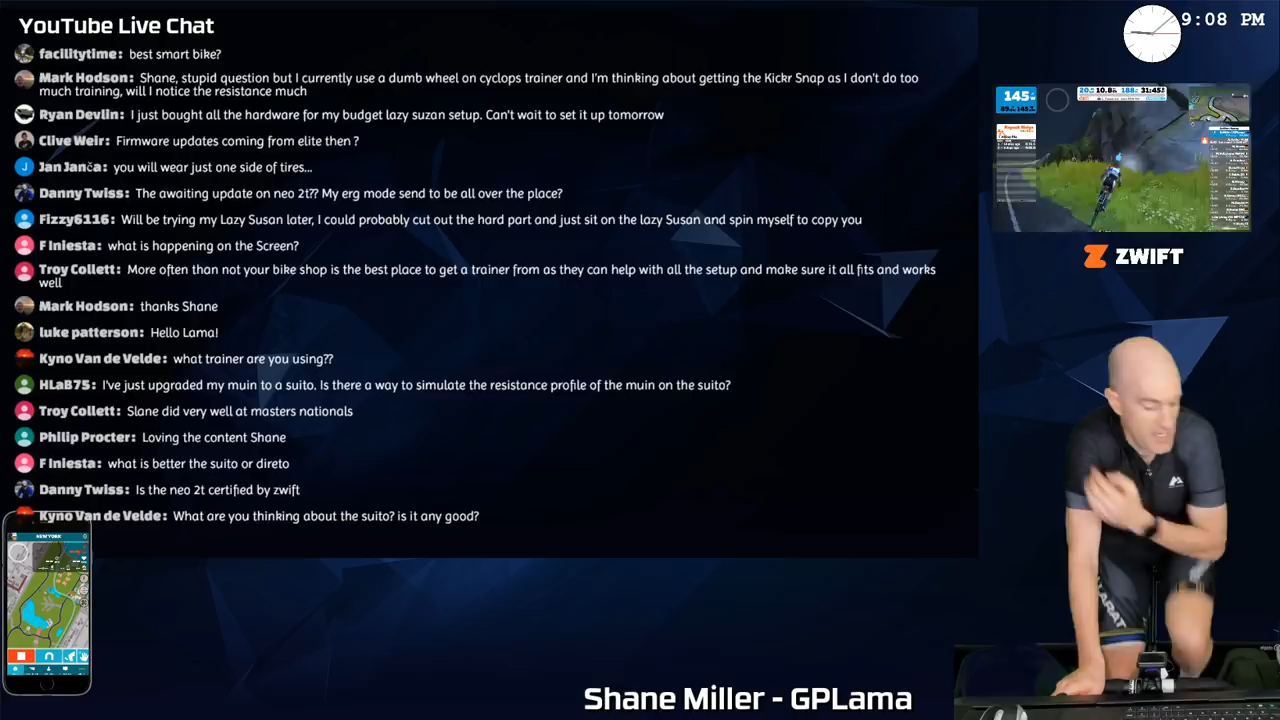 YouTube Live Chat
9:08 PM
facilitytime: best smart bike?
Mark Hodson: Shane, stupid question but I currently use a dumb wheel on cyclops trainer and I'm thinking about getting the Kickr Snap as I don't do too
much training, will I notice the resistance much
Ryan Devlin: I just bought all the hardware for my budget lazy suzan setup. Can't wait to set it up tomorrow
Clive Weir: Firmware update coming from elite then ?
Jan Janča: you will wear just one side of tires...
Danny Twiss: The awaiting update on neo 2t?? My erg mode send to be all over the place?
Fizzy6116: Will be trying my Lazy Susan later, I could probably cut out the hard part and just sit on the lazy Susan and spin myself to copy you
F Iniesta: what is happening on the Screen?
Troy Collett: More often than not your bike shop is the best place to get a trainer from as they can help with all the setup and make sure it all fits and works
well
Mark Hodson: thanks Shane
luke patterson: Hello Lama!
Kyno Van de Velde: what trainer are you using??
HLaB75: I've just upgraded my muin to a suito. Is there a way to simulate the resistance profile of the muin on the suito?
Troy Collett: Slane did very well at masters nationals
Philip Procter: Loving the content Shane
F Iniesta: what is better the suito or direto
Danny Twiss: Is the neo 2t certified by zwift
Kyno Van de Velde: What are you thinking about the suito? is it any good?
145
ZWIFT
NEW YORK
Shane Miller - GPLama